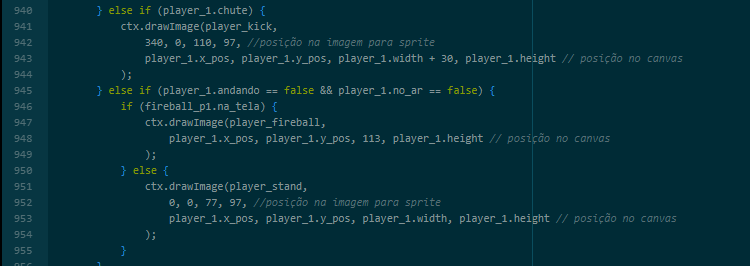 940 } else if (player_1.chute) {
941 ctx.drawImage(player_kick,
942 340, 0, 110, 97, //posição na imagem para sprite
943 player_1.x_pos, player_1.y_pos, player_1.width + 30, player_1.height // posição no canvas
944 );
945 } else if (player_1.andando == false && player_1.no_ar == false) {
946 if (fireball_p1.na_tela) {
947 ctx.drawImage(player_fireball,
948 player_1.x_pos, player_1.y_pos, 113, player_1.height // posição no canvas
949 );
950 } else {
951 ctx.drawImage(player_stand,
952 0, 0, 77, 97, //posição na imagem para sprite
953 player_1.x_pos, player_1.y_pos, player_1.width, player_1.height // posição no canvas
954 );
955 }
956 }